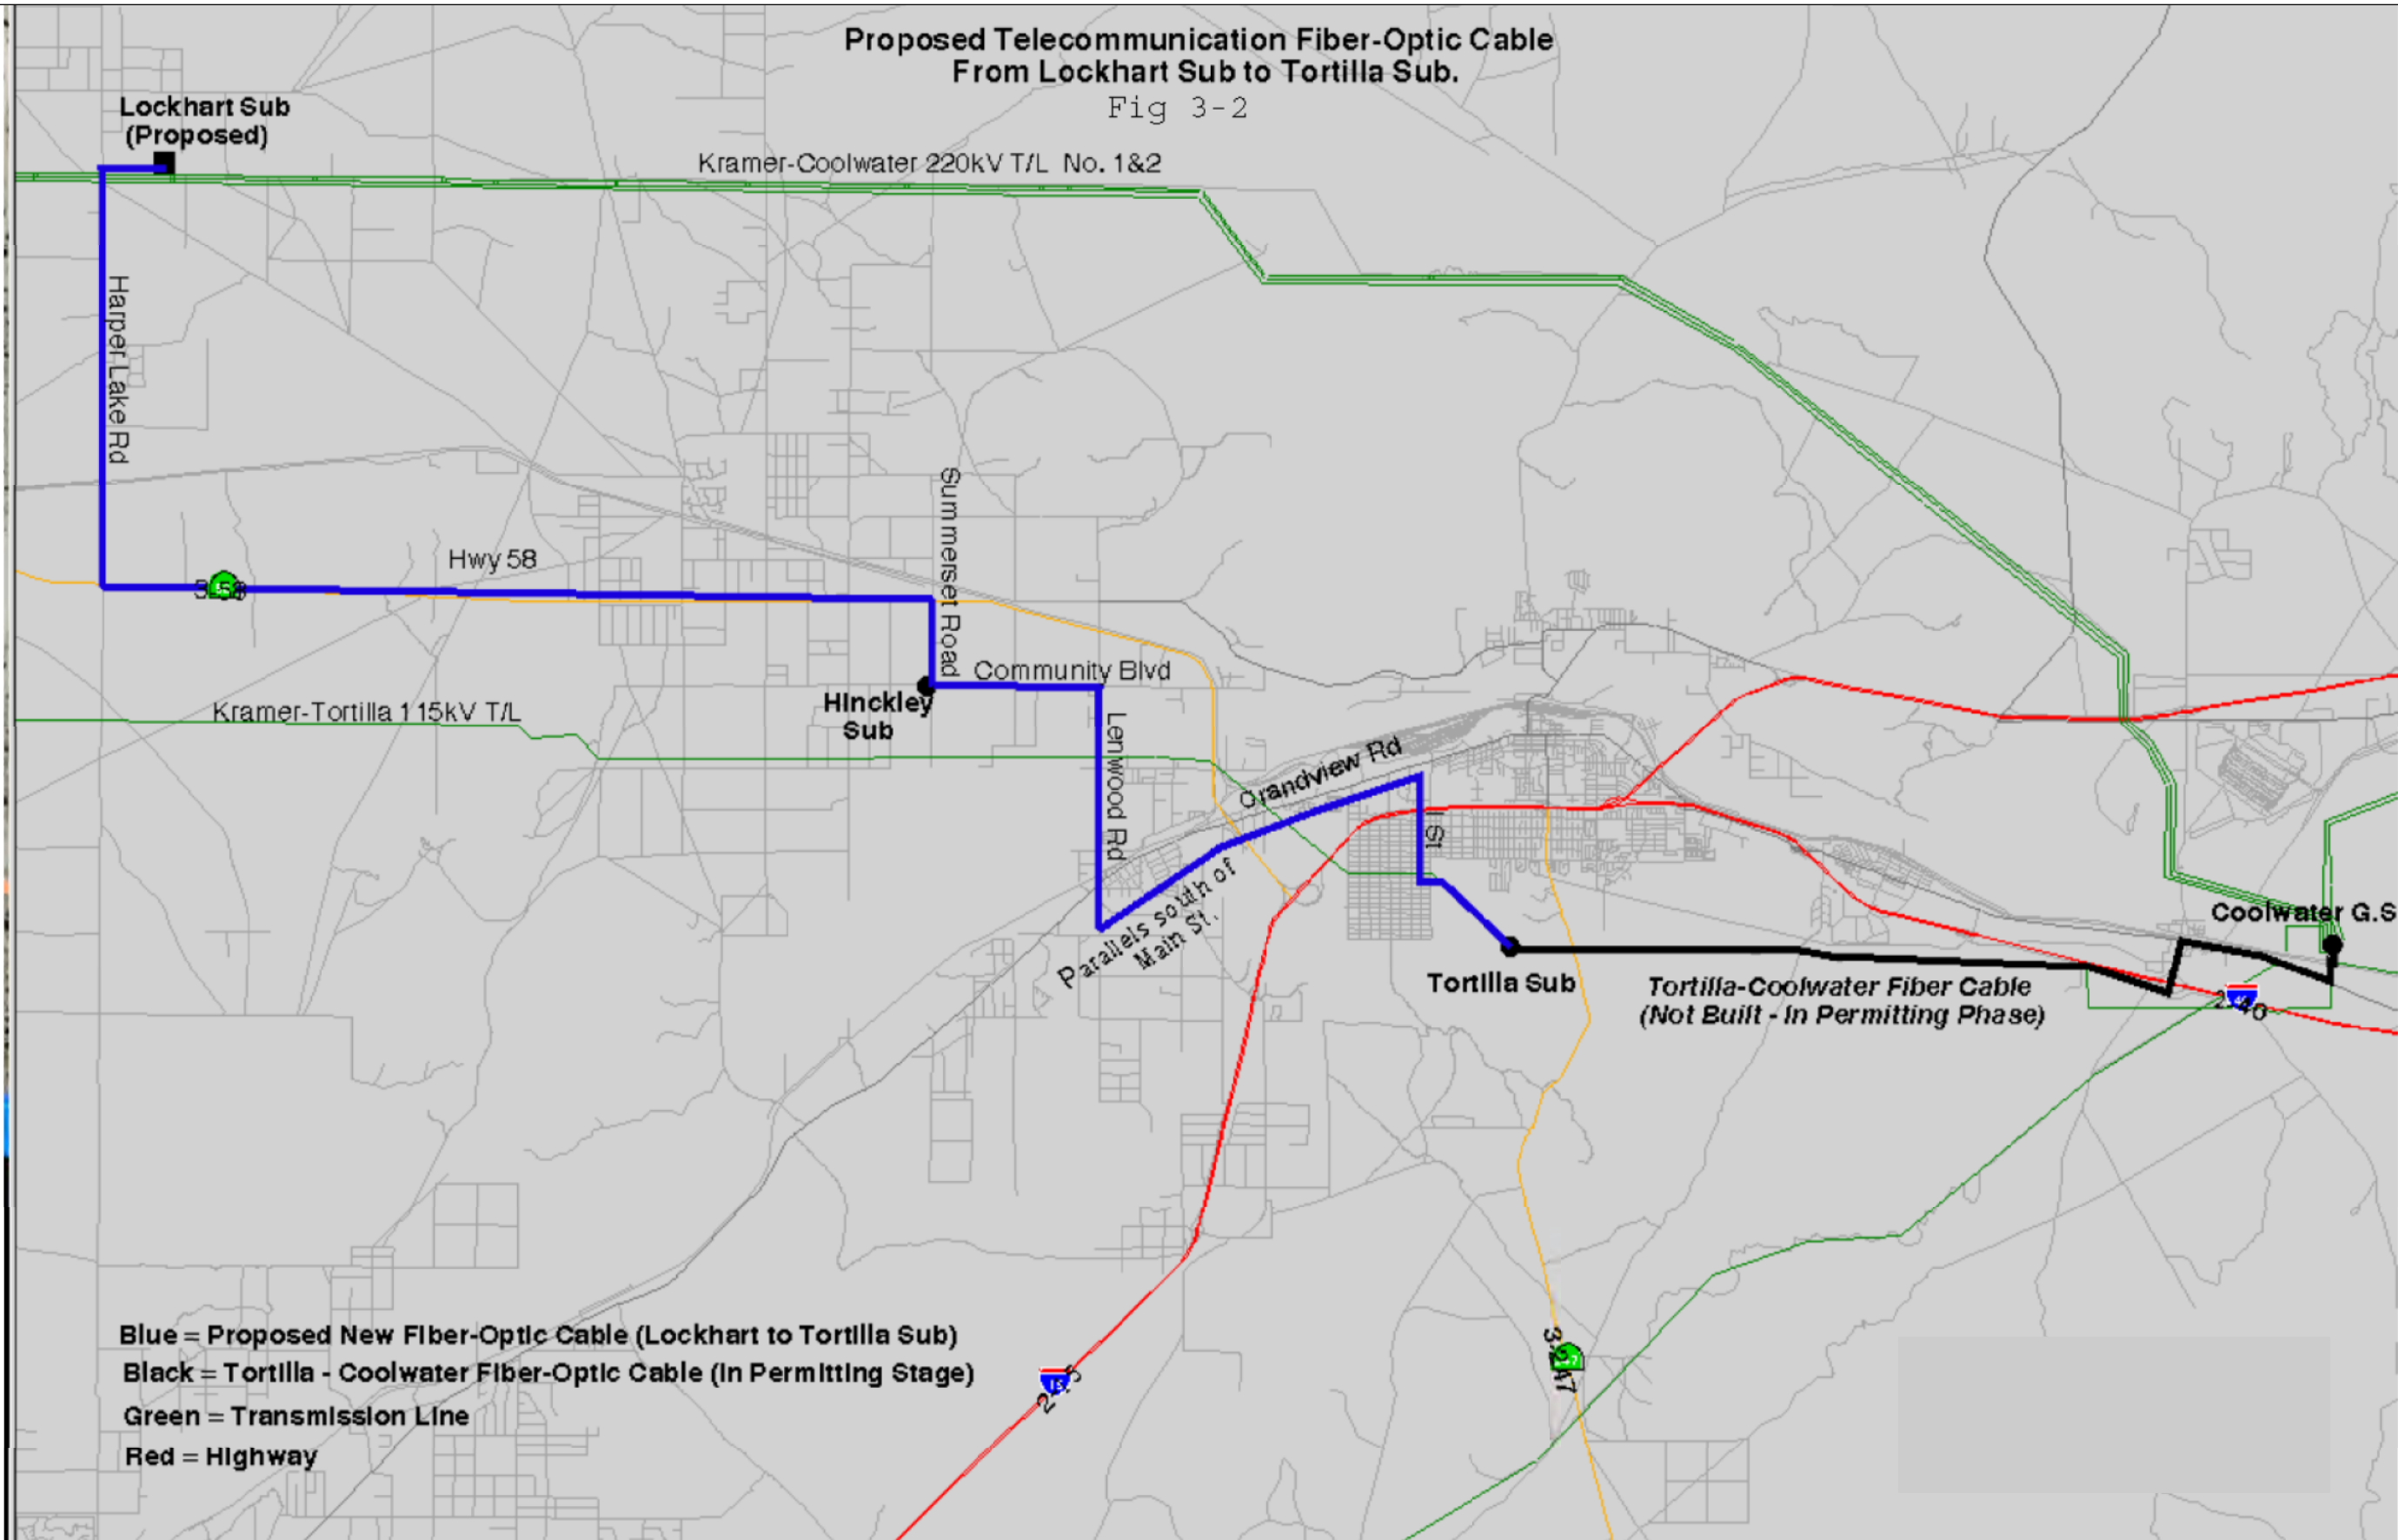 Proposed Telecommunication Fiber-Optic Cable
From Lockhart Sub to Tortilla Sub.
Fig 3-2
Lockhart Sub
(Proposed)
Kramer-Coolwater 220kV T/L No. 1&2
Harper Lake Rd
Hwy 58
Summerset Road
Community Blvd
Hinckley
Sub
Kramer-Tortilla 115kV T/L
Lenwood Rd
Grandview Rd
I St
Parallels south of
Main St.
Coolwater G.S
Tortilla Sub
Tortilla-Coolwater Fiber Cable
(Not Built - In Permitting Phase)
Blue = Proposed New Fiber-Optic Cable (Lockhart to Tortilla Sub)
Black = Tortilla - Coolwater Fiber-Optic Cable (In Permitting Stage)
Green = Transmission Line
Red = Highway
15